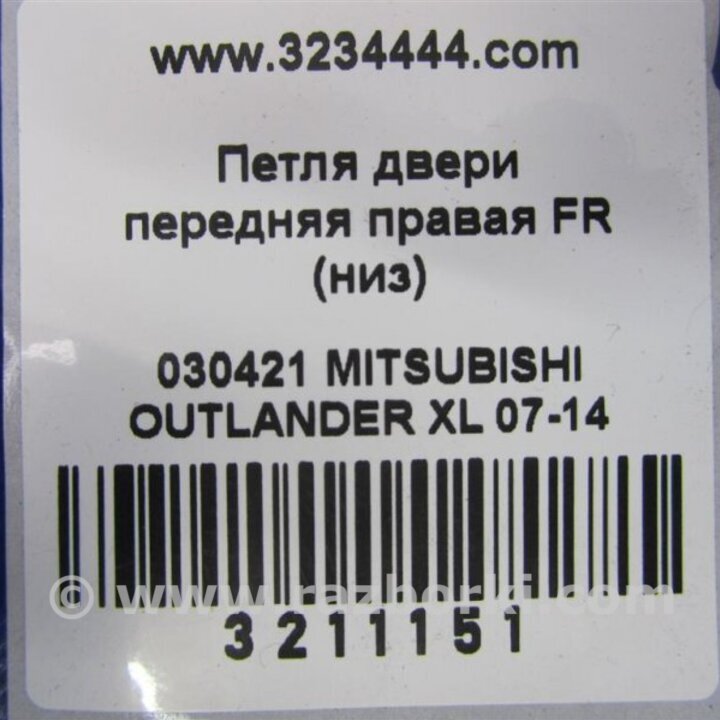 www.3234444.com
Петля двери
передняя правая FR
(низ)
030421 MITSUBISHI
OUTLANDER XL 07-14
© www.razborki.com
3211151